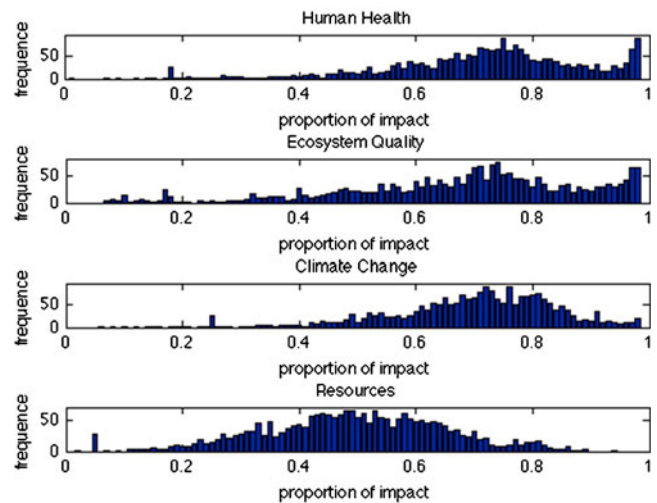 Human Health
frequence
50
0
0 0.2 0.4 0.6 0.8 1
proportion of impact
Ecosystem Quality
frequence
50
0
0 0.2 0.4 0.6 0.8 1
proportion of impact
Climate Change
frequence
50
0 0.2 0.4 0.6 0.8 1
proportion of impact
Resources
frequence
50
0
0 0.2 0.4 0.6 0.8 1
proportion of impact